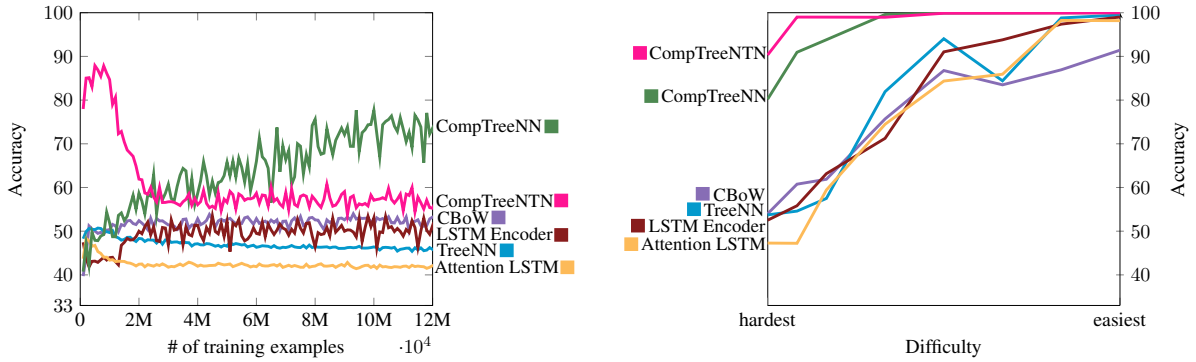 100
90
80
70
60
50
40
33
Accuracy
0
2M
4M
6M
8M
10M
12M
# of training examples
·10⁴
CompTreeNN
CompTreeNTN
CBoW
LSTM Encoder
TreeNN
Attention LSTM
CompTreeNTN
CompTreeNN
CBoW
TreeNN
LSTM Encoder
Attention LSTM
100
90
80
70
60
50
40
Accuracy
hardest
easiest
Difficulty